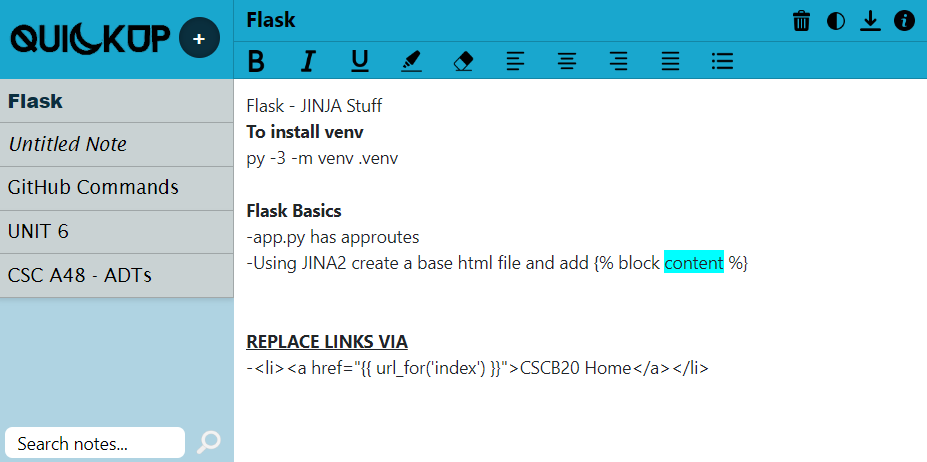 QUICKUP +
Flask
B I U
Flask
Untitled Note
GitHub Commands
UNIT 6
CSC A48 - ADTs
Search notes...
Flask - JINJA Stuff
To install venv
py -3 -m venv .venv
Flask Basics
-app.py has approutes
-Using JINA2 create a base html file and add {% block content %}
REPLACE LINKS VIA
-<li><a href="{{ url_for('index') }}">CSCB20 Home</a></li>